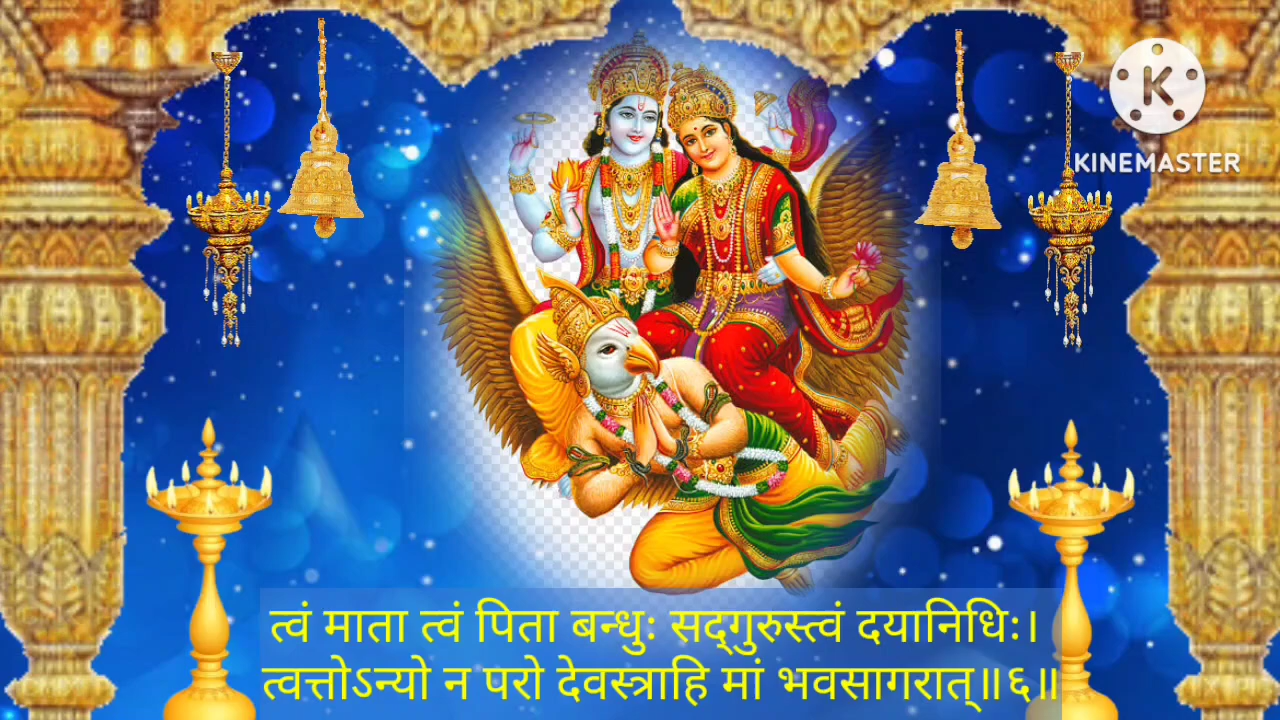 K
KINEMASTER
त्वं माता त्वं पिता बन्धुः सद्‌गुरुस्त्वं दयानिधिः।
त्वत्तोऽन्यो न परो देवस्त्राहि मां भवसागरात्॥६॥